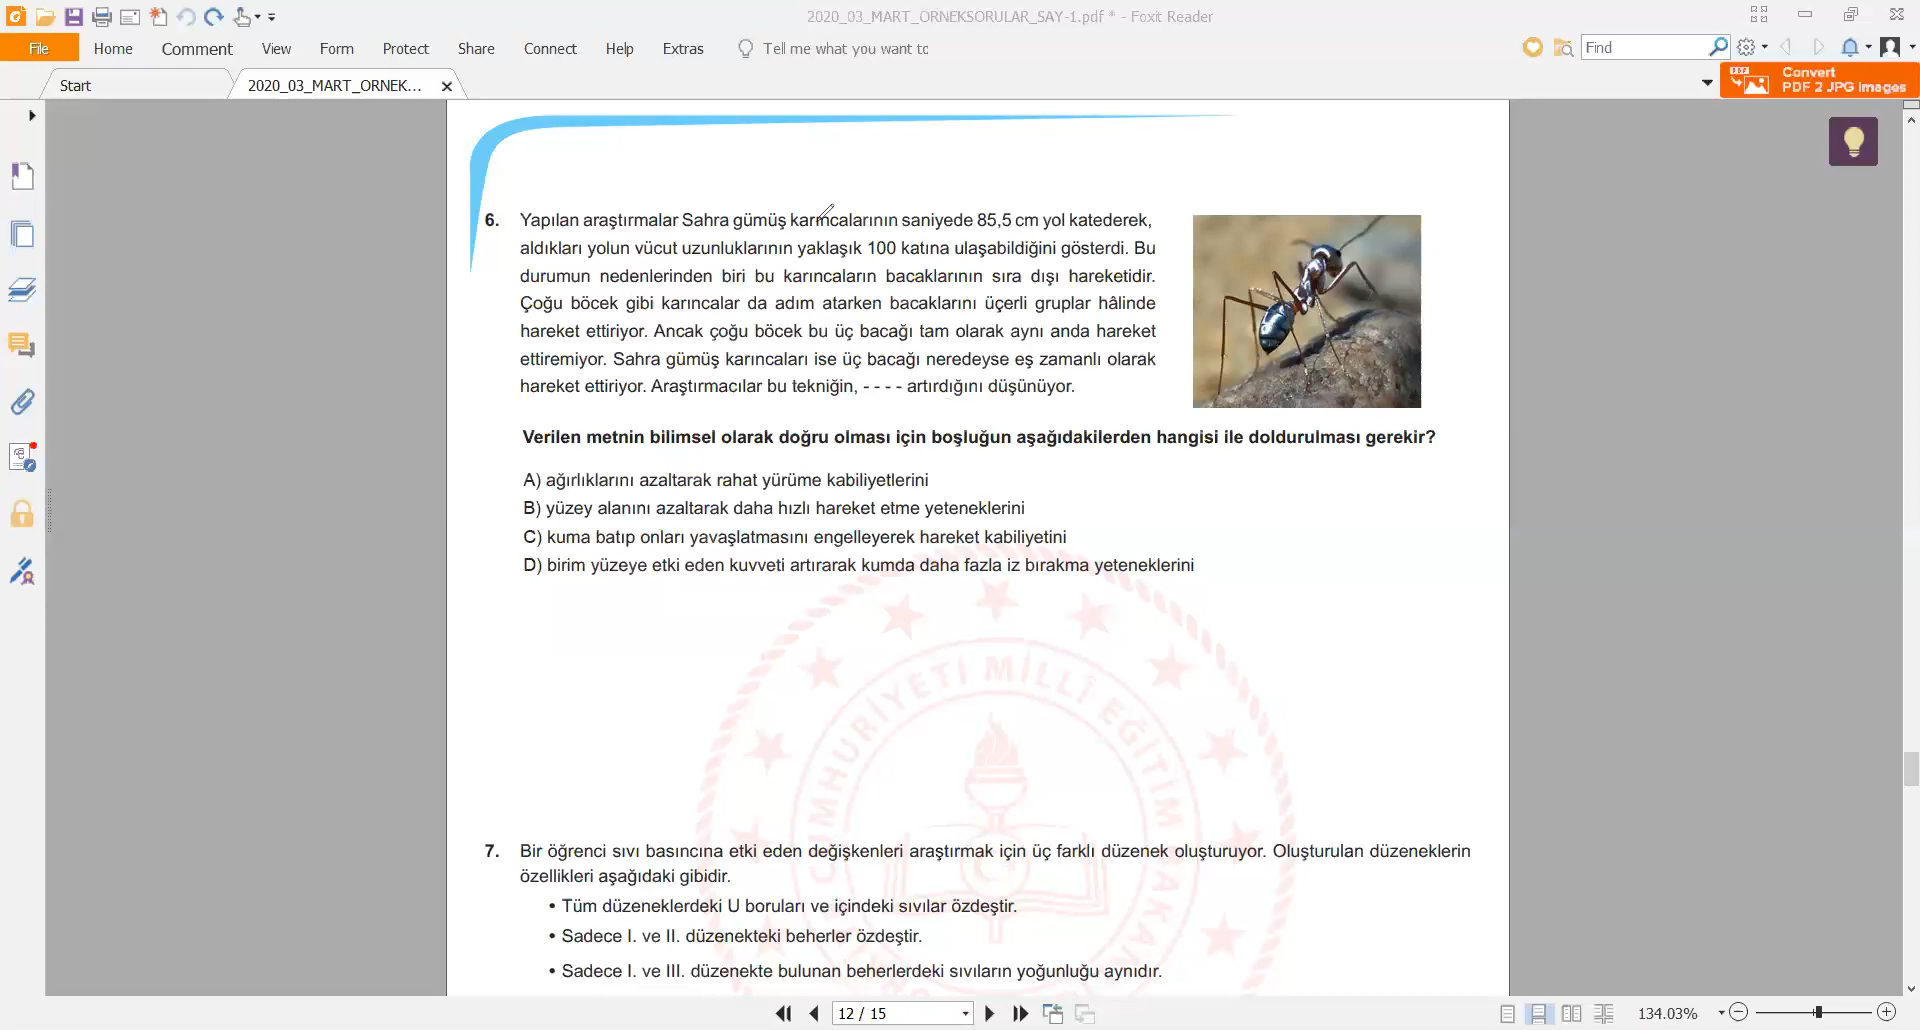 2020_03_MART_ORNEKSORULAR_SAY-1.pdf * - Foxit Reader
File Home Comment View Form Protect Share Connect Help Extras Tell me what you want to Find
Start 2020_03_MART_ORNEK...
Convert
PDF 2 JPG Images
6. Yapılan araştırmalar Sahra gümüş karıncalarının saniyede 85,5 cm yol katederek,
aldıkları yolun vücut uzunluklarının yaklaşık 100 katına ulaşabildiğini gösterdi. Bu
durumun nedenlerinden biri bu karıncaların bacaklarının sıra dışı hareketidir.
Çoğu böcek gibi karıncalar da adım atarken bacaklarını üçerli gruplar hâlinde
hareket ettiriyor. Ancak çoğu böcek bu üç bacağı tam olarak aynı anda hareket
ettiremiyor. Sahra gümüş karıncaları ise üç bacağı neredeyse eş zamanlı olarak
hareket ettiriyor. Araştırmacılar bu tekniğin, - - - - artırdığını düşünüyor.
Verilen metnin bilimsel olarak doğru olması için boşluğun aşağıdakilerden hangisi ile doldurulması gerekir?
A) ağırlıklarını azaltarak rahat yürüme kabiliyetlerini
B) yüzey alanını azaltarak daha hızlı hareket etme yeteneklerini
C) kuma batıp onları yavaşlatmasını engelleyerek hareket kabiliyetini
D) birim yüzeye etki eden kuvveti artırarak kumda daha fazla iz bırakma yeteneklerini
CUMHURİYETİ MİLLÎ EĞİTİM BAKAN
7. Bir öğrenci sıvı basıncına etki eden değişkenleri araştırmak için üç farklı düzenek oluşturuyor. Oluşturulan düzeneklerin
özellikleri aşağıdaki gibidir.
• Tüm düzeneklerdeki U boruları ve içindeki sıvılar özdeştir.
• Sadece I. ve II. düzenekteki beherler özdeştir.
• Sadece I. ve III. düzenekte bulunan beherlerdeki sıvıların yoğunluğu aynıdır.
12 / 15
134.03%